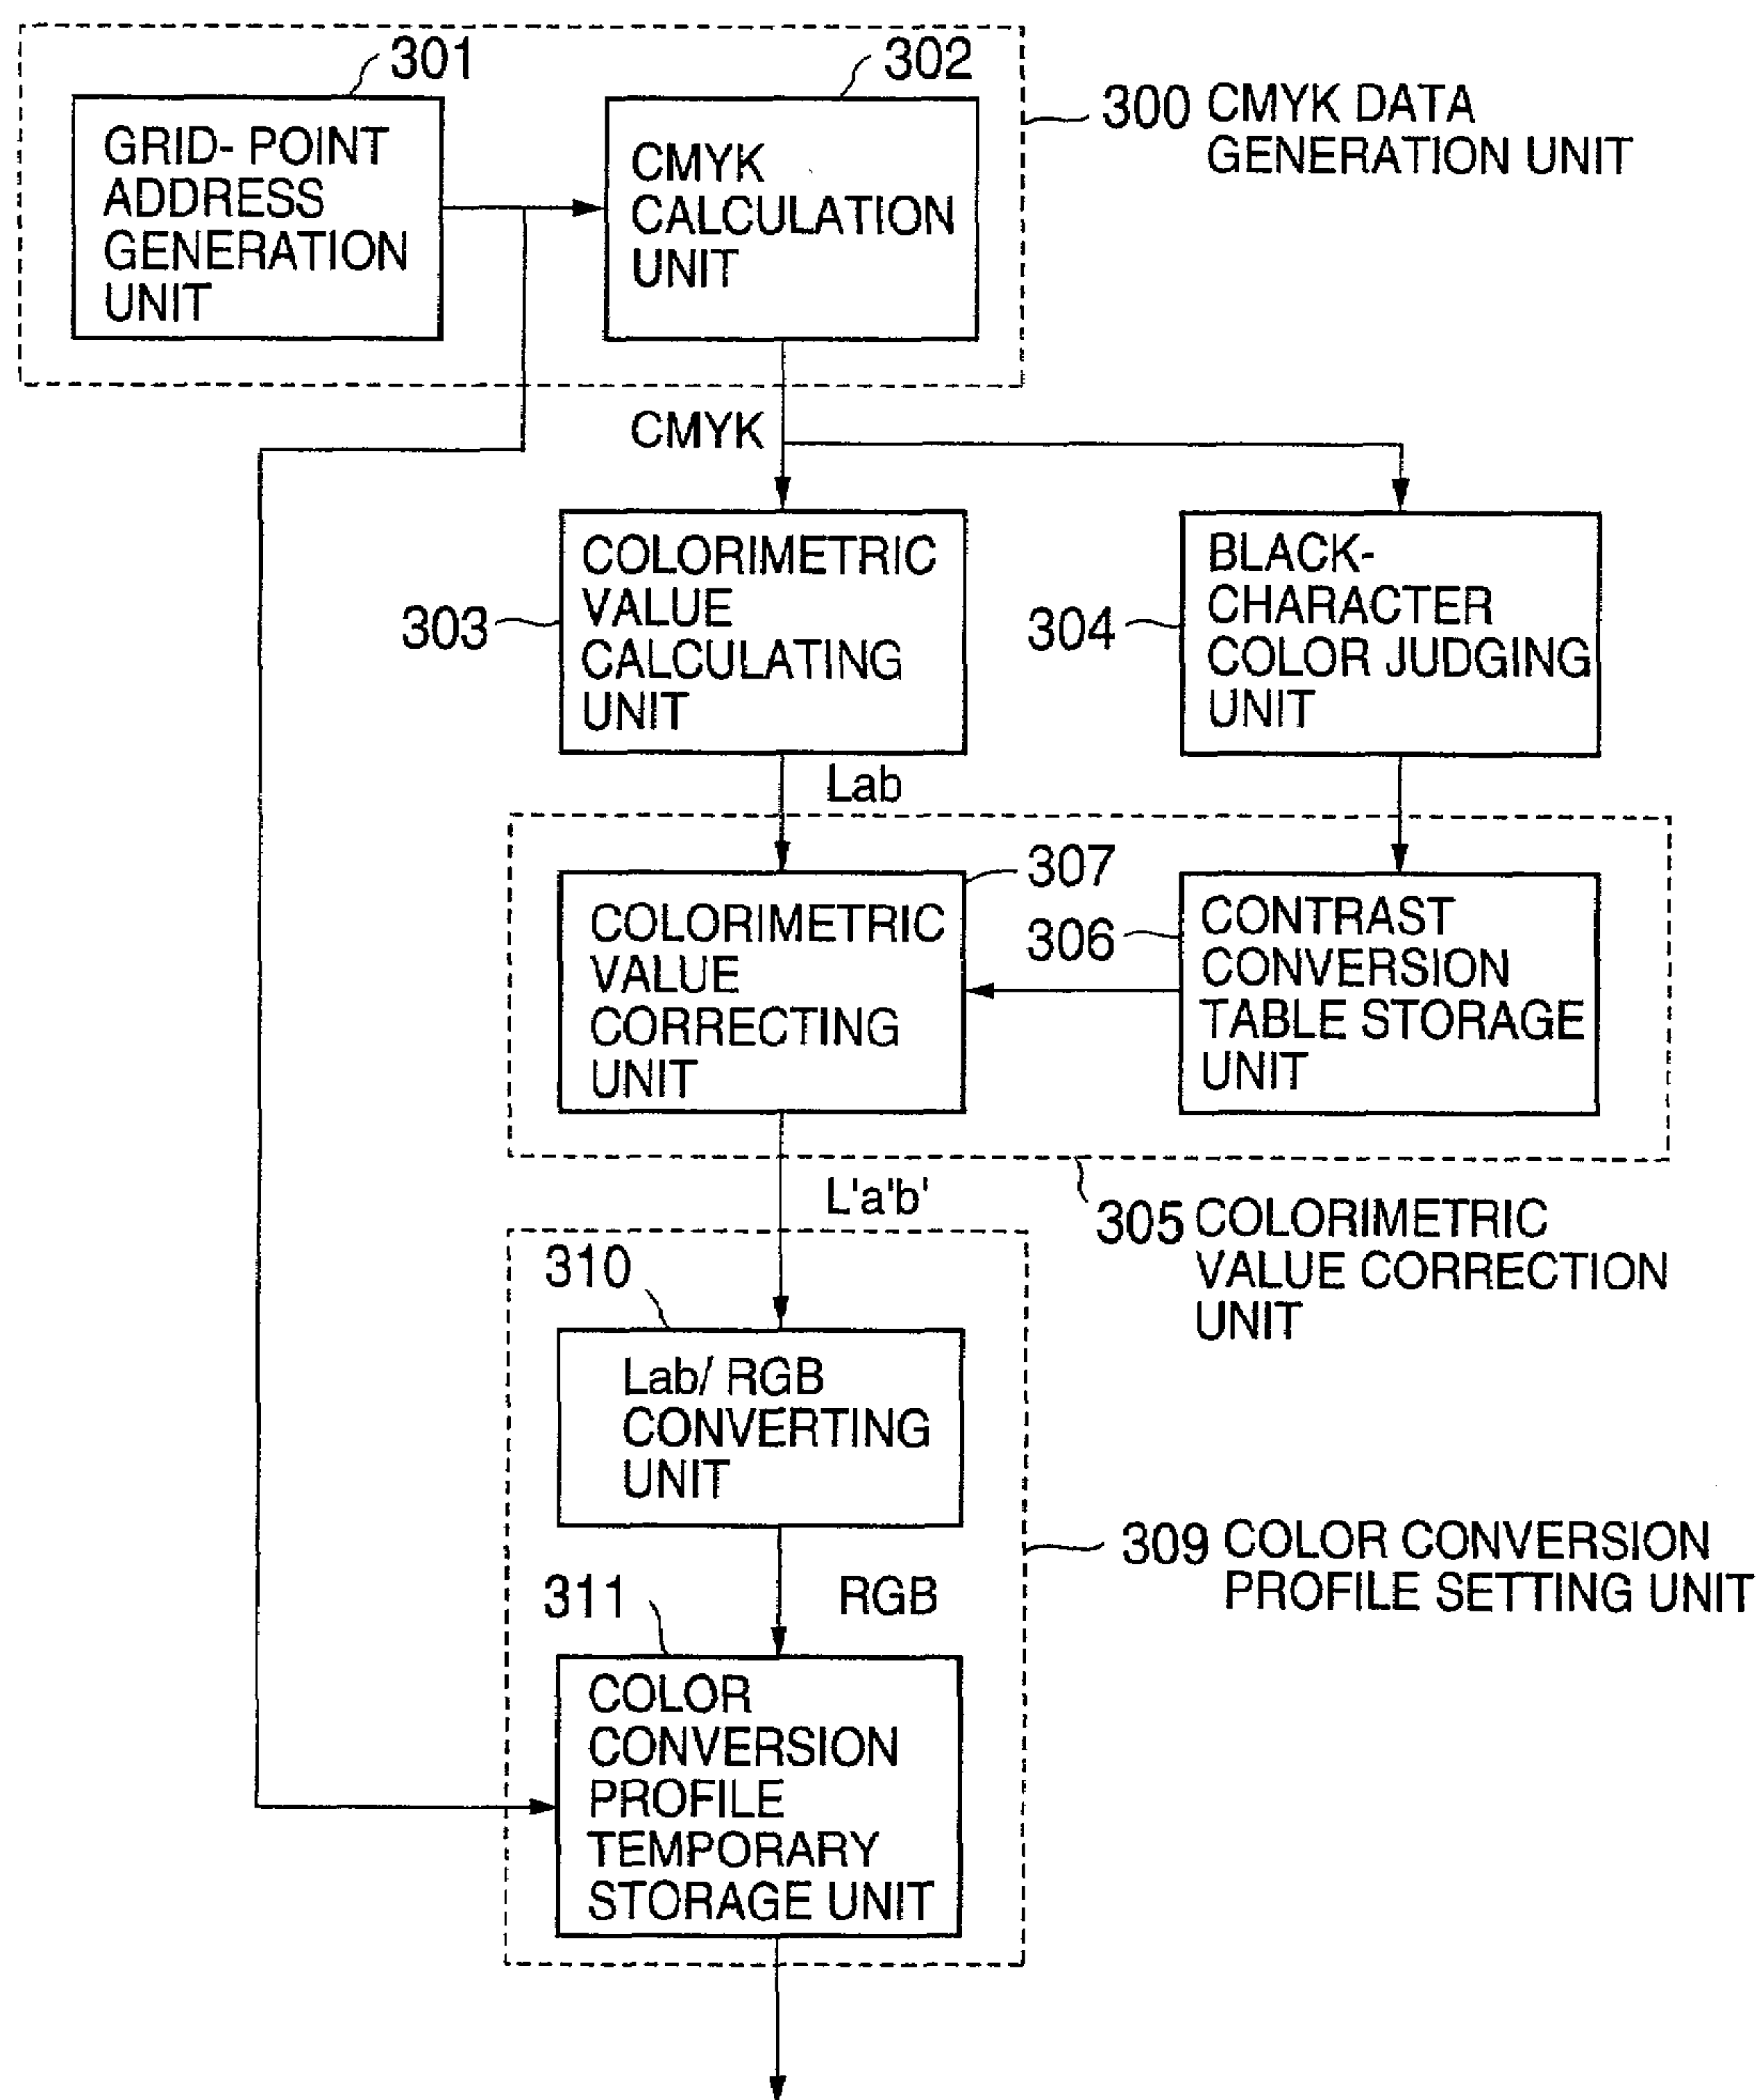 301
302
GRID- POINT
ADDRESS
GENERATION
UNIT
CMYK
CALCULATION
UNIT
300 CMYK DATA
GENERATION UNIT
CMYK
303
COLORIMETRIC
VALUE
CALCULATING
UNIT
304
BLACK-
CHARACTER
COLOR JUDGING
UNIT
Lab
307
COLORIMETRIC
VALUE
CORRECTING
UNIT
306
CONTRAST
CONVERSION
TABLE STORAGE
UNIT
L'a'b'
305 COLORIMETRIC
VALUE CORRECTION
UNIT
310
Lab/ RGB
CONVERTING
UNIT
309 COLOR CONVERSION
PROFILE SETTING UNIT
311
RGB
COLOR
CONVERSION
PROFILE
TEMPORARY
STORAGE UNIT